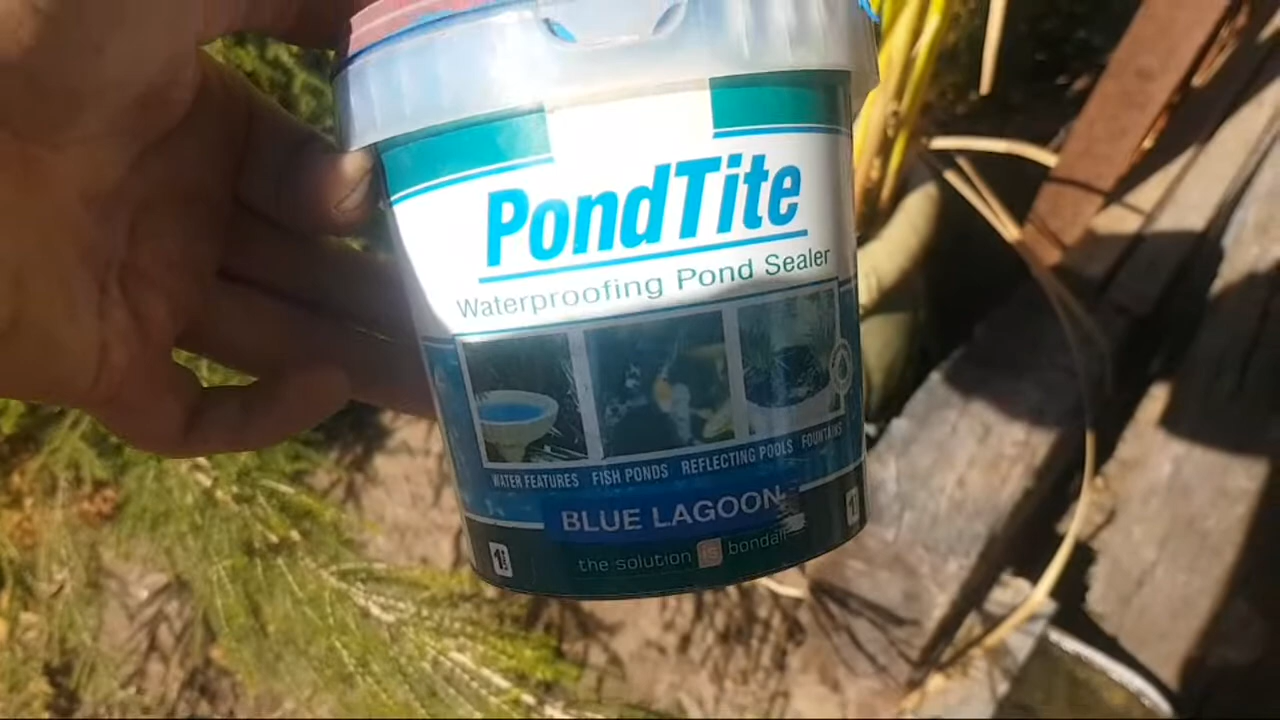 PondTite
Waterproofing Pond Sealer
WATER FEATURES FISH PONDS REFLECTING POOLS FOUNTAINS
BLUE LAGOON
the solution is bondall